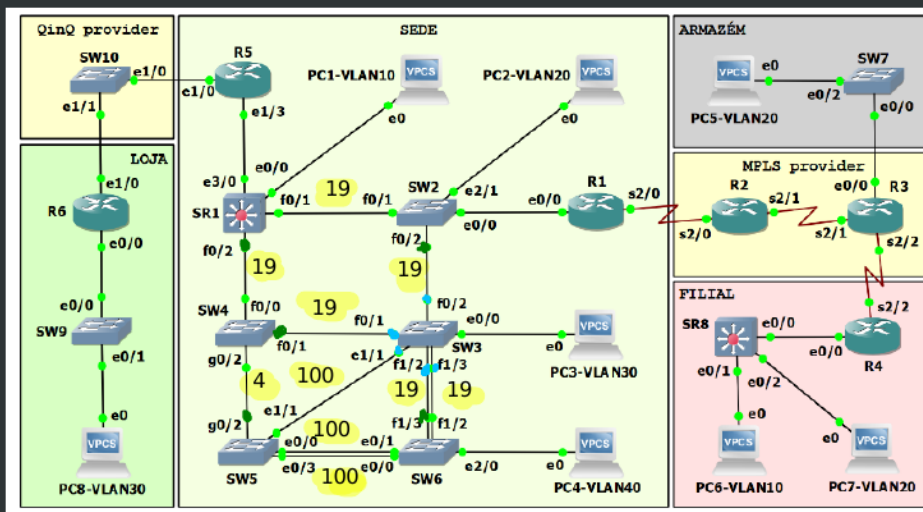 QinQ provider
SW10
e1/0
e1/1
LOJA
e1/0
R6
e0/0
e0/0
SW9
e0/1
e0
VPCS
PC8-VLAN30
SEDE
R5
e1/0
e1/3
PC1-VLAN10
VPCS
e0
PC2-VLAN20
VPCS
e0
e0/0
e3/0
SR1
f0/1
19
f0/1
SW2
e2/1
e0/0
e0/0
R1
s2/0
f0/2
19
f0/2
19
f0/0
SW4
f0/1
19
f0/1
f0/2
e0/0
SW3
e0
VPCS
PC3-VLAN30
g0/2
4
100
e1/1
f1/2
f1/3
19
19
g0/2
e1/1
100
f1/3
f1/2
e0/0
e0/1
e0/3
e0/0
100
SW5
SW6
e2/0
e0
VPCS
PC4-VLAN40
ARMAZÉM
VPCS
e0
PC5-VLAN20
e0/2
SW7
e0/0
MPLS provider
R2
s2/0
s2/1
s2/1
e0/0
R3
s2/2
FILIAL
s2/2
SR8
e0/0
e0/0
R4
e0/1
e0/2
e0
VPCS
PC6-VLAN10
e0
VPCS
PC7-VLAN20